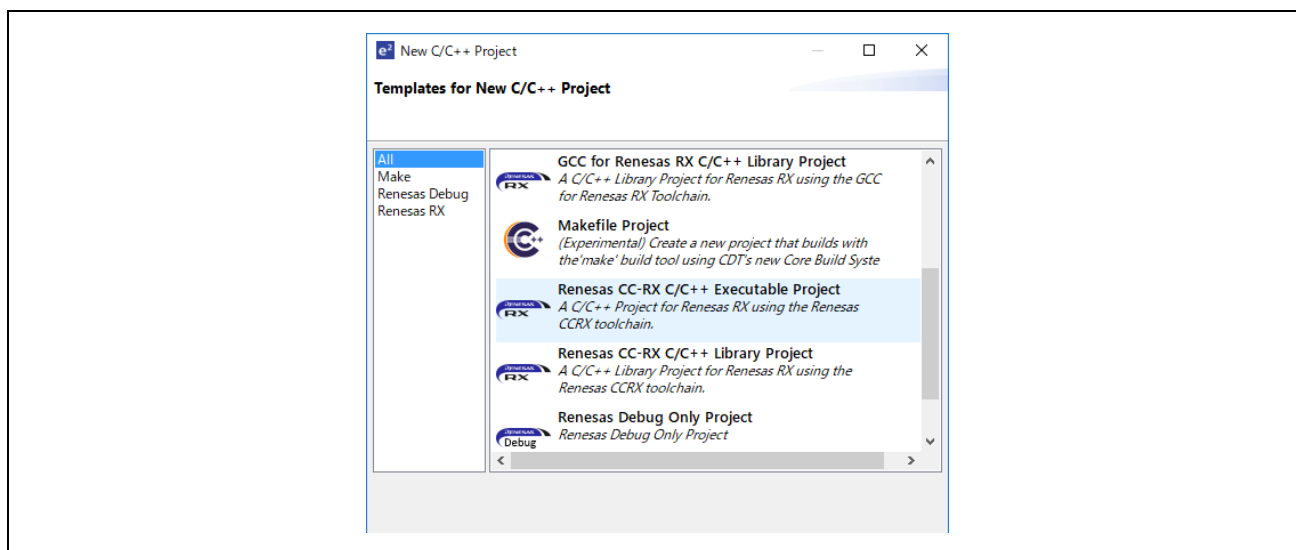 e² New C/C++ Project
Templates for New C/C++ Project
All
Make
Renesas Debug
Renesas RX
GCC for Renesas RX C/C++ Library Project
RENESAS
RX
A C/C++ Library Project for Renesas RX using the GCC
for Renesas RX Toolchain.
C++
Makefile Project
(Experimental) Create a new project that builds with
the'make' build tool using CDT's new Core Build Syste
Renesas CC-RX C/C++ Executable Project
RENESAS
RX
A C/C++ Project for Renesas RX using the Renesas
CCRX toolchain.
Renesas CC-RX C/C++ Library Project
RENESAS
RX
A C/C++ Library Project for Renesas RX using the
Renesas CCRX toolchain.
Renesas Debug Only Project
RENESAS
Debug
Renesas Debug Only Project